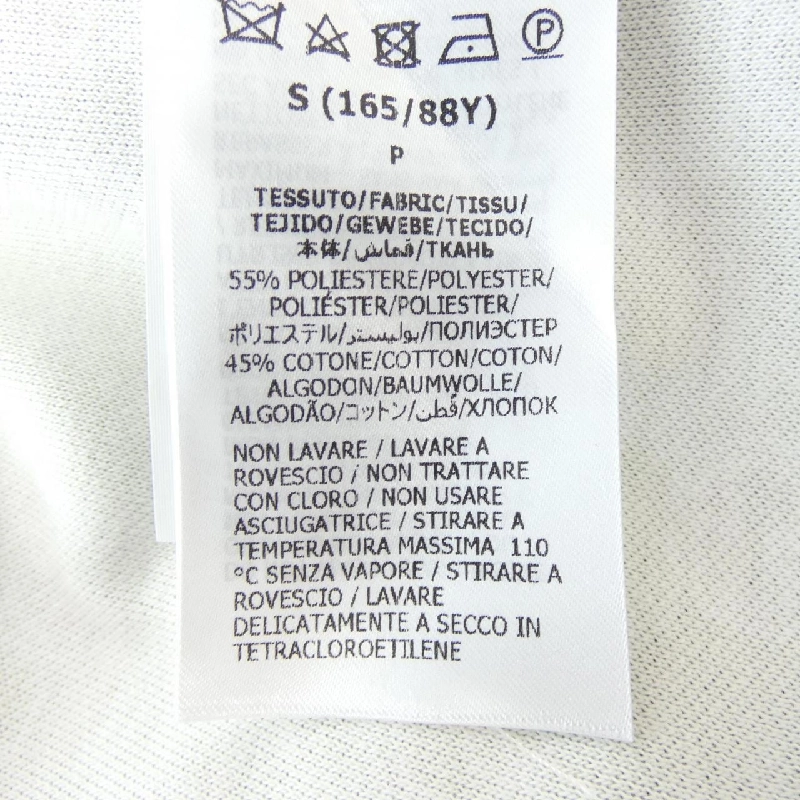 P
S (165/88Y)
P
TESSUTO/FABRIC/TISSU/
TEJIDO/GEWEBE/TECIDO/
本体/قماش/ТКАНЬ
55% POLIESTERE/POLYESTER/
POLIÉSTER/POLIESTER/
ポリエステル/بوليستر/ПОЛИЭСТЕР
45% COTONE/COTTON/COTON/
ALGODON/BAUMWOLLE/
ALGODÃO/コットン/قطن/ХЛОПОК
NON LAVARE / LAVARE A
ROVESCIO / NON TRATTARE
CON CLORO / NON USARE
ASCIUGATRICE / STIRARE A
TEMPERATURA MASSIMA 110
°C SENZA VAPORE / STIRARE A
ROVESCIO / LAVARE
DELICATAMENTE A SECCO IN
TETRACLOROETILENE